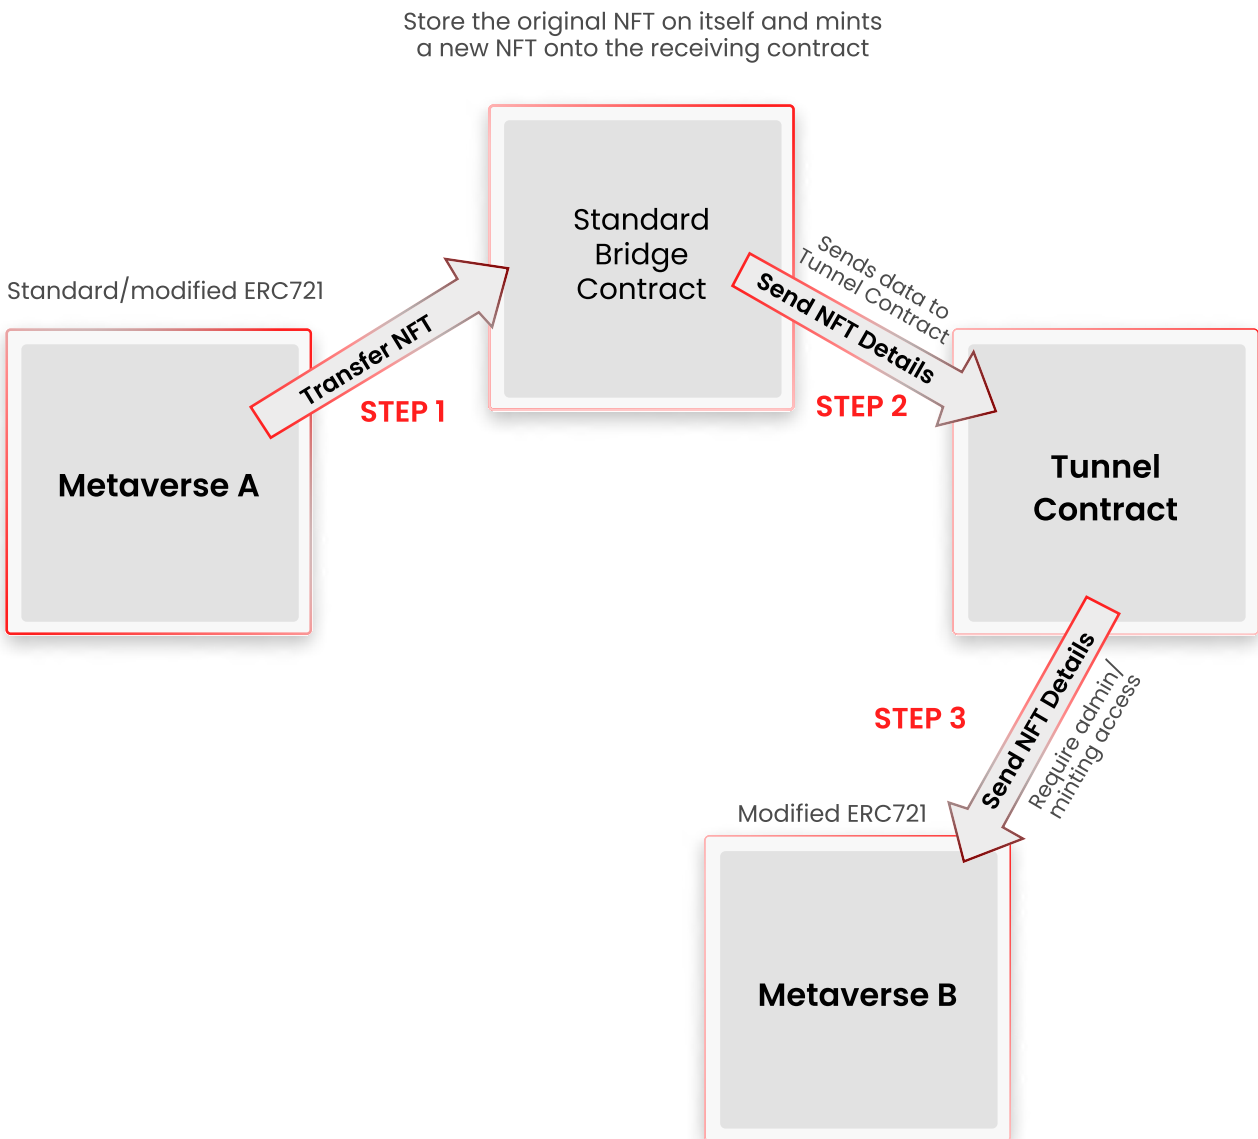 Store the original NFT on itself and mints
a new NFT onto the receiving contract
Standard
Bridge
Contract
Standard/modified ERC721
Metaverse A
Transfer NFT
STEP 1
Sends data to
Tunnel Contract
Send NFT Details
STEP 2
Tunnel
Contract
Send NFT Details
Require admin/
minting access
STEP 3
Modified ERC721
Metaverse B